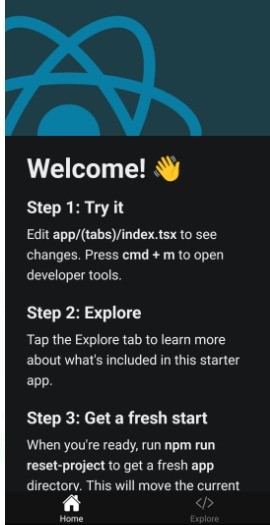 Welcome! 👋
Step 1: Try it
Edit app/(tabs)/index.tsx to see
changes. Press cmd + m to open
developer tools.
Step 2: Explore
Tap the Explore tab to learn more
about what's included in this starter
app.
Step 3: Get a fresh start
When you're ready, run npm run
reset-project to get a fresh app
directory. This will move the current
Home
Explore